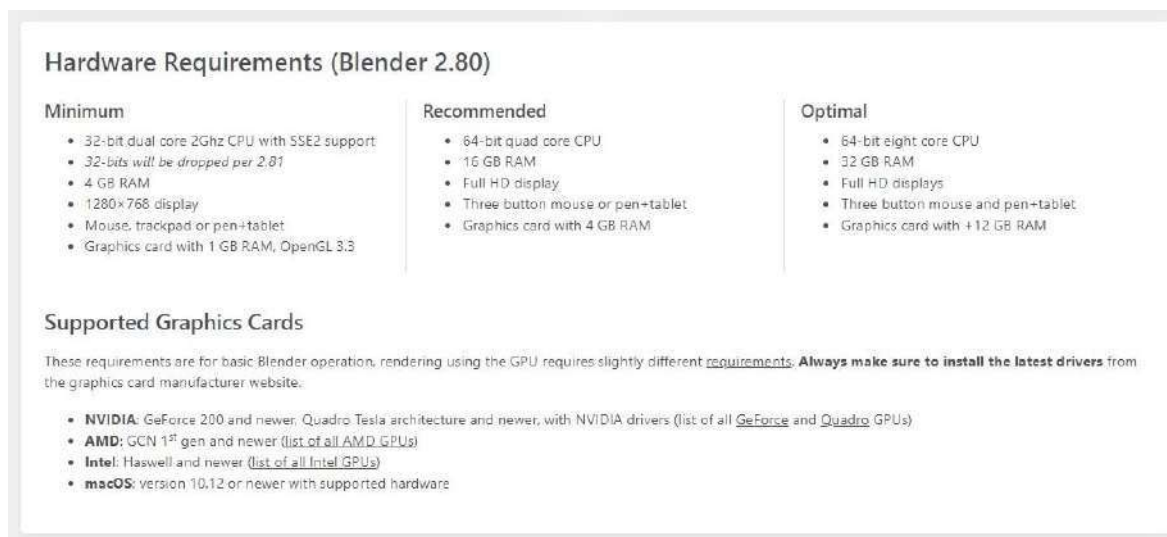 Hardware Requirements (Blender 2.80)
Minimum
• 32-bit dual core 2Ghz CPU with SSE2 support
• 32-bits will be dropped per 2.81
• 4 GB RAM
• 1280×768 display
• Mouse, trackpad or pen+tablet
• Graphics card with 1 GB RAM, OpenGL 3.3
Recommended
• 64-bit quad core CPU
• 16 GB RAM
• Full HD display
• Three button mouse or pen+tablet
• Graphics card with 4 GB RAM
Optimal
• 64-bit eight core CPU
• 32 GB RAM
• Full HD displays
• Three button mouse and pen+tablet
• Graphics card with +12 GB RAM
Supported Graphics Cards
These requirements are for basic Blender operation, rendering using the GPU requires slightly different requirements. Always make sure to install the latest drivers from
the graphics card manufacturer website.
• NVIDIA: GeForce 200 and newer, Quadro Tesla architecture and newer, with NVIDIA drivers (list of all GeForce and Quadro GPUs)
• AMD: GCN 1st gen and newer (list of all AMD GPUs)
• Intel: Haswell and newer (list of all Intel GPUs)
• macOS: version 10.12 or newer with supported hardware